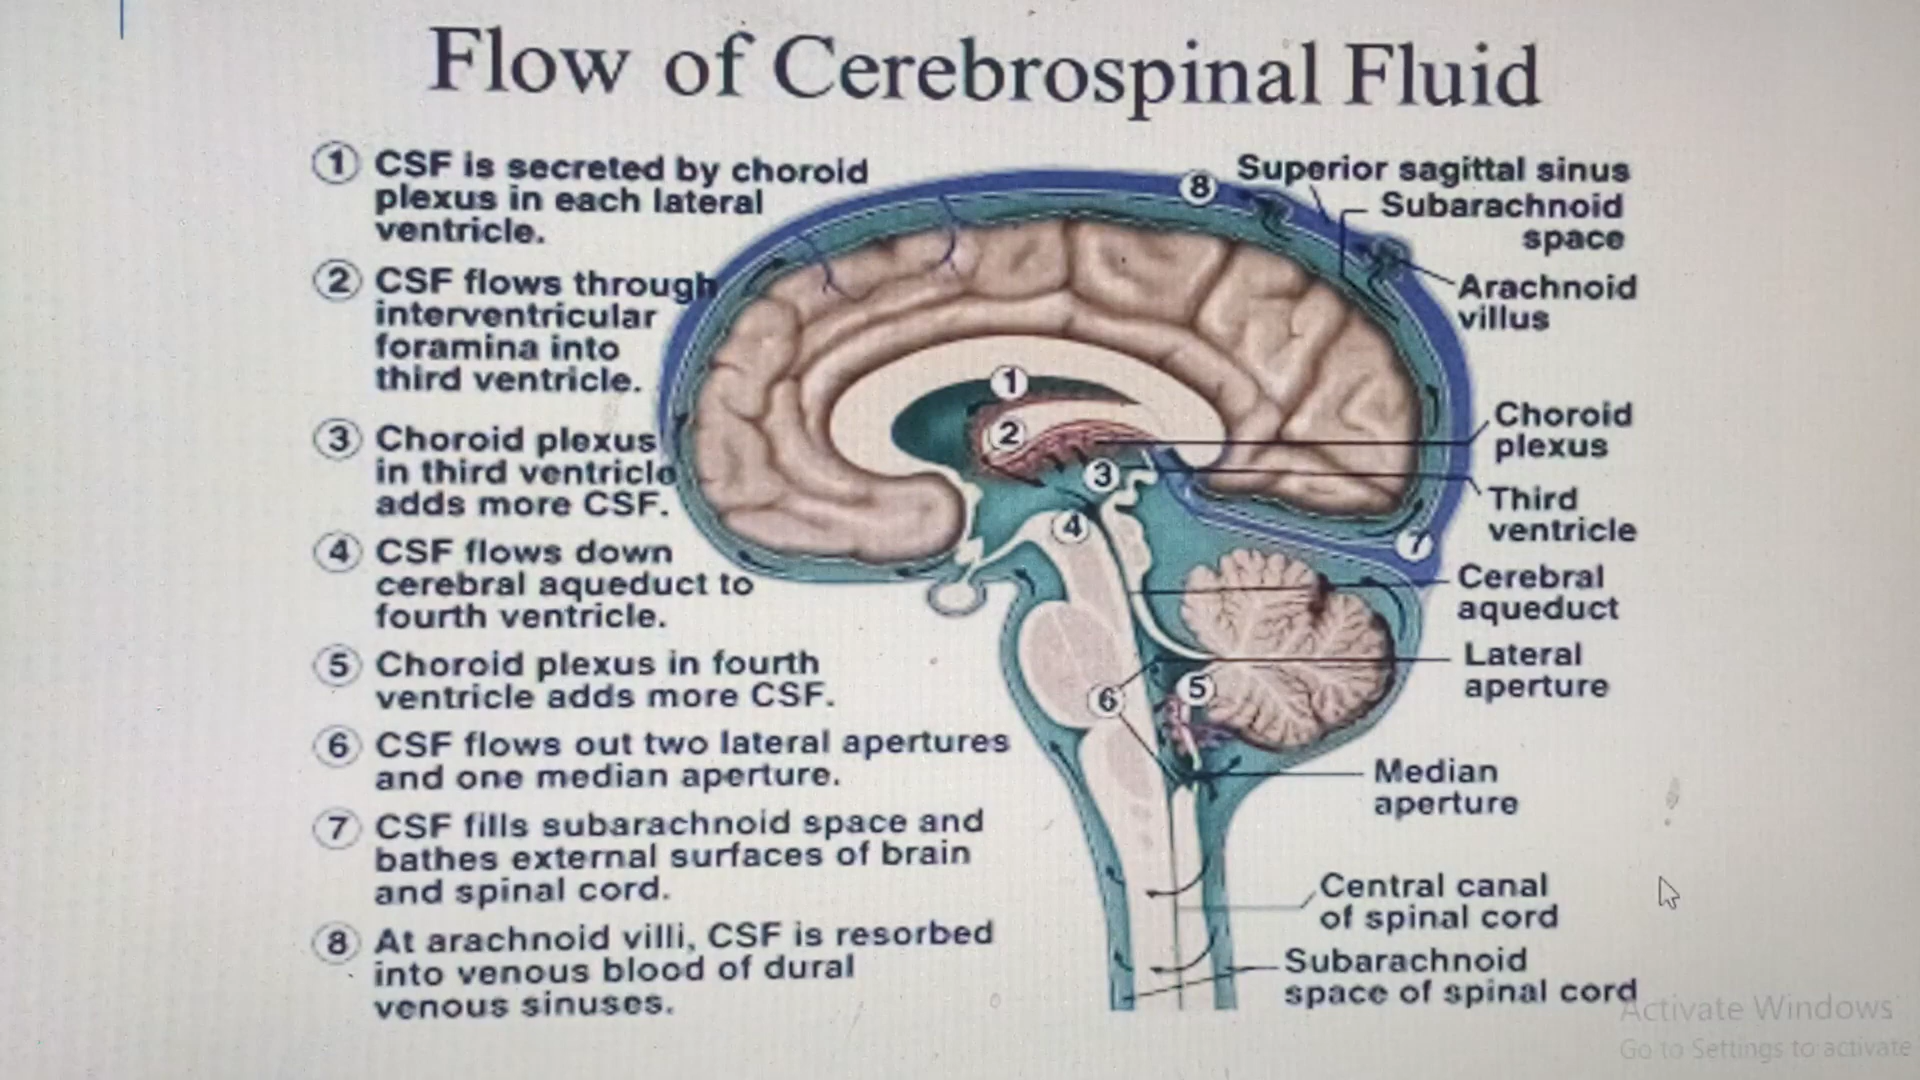 Flow of Cerebrospinal Fluid
1 CSF is secreted by choroid
plexus in each lateral
ventricle.
2 CSF flows through
interventricular
foramina into
third ventricle.
3 Choroid plexus
in third ventricle
adds more CSF.
4 CSF flows down
cerebral aqueduct to
fourth ventricle.
5 Choroid plexus in fourth
ventricle adds more CSF.
6 CSF flows out two lateral apertures
and one median aperture.
7 CSF fills subarachnoid space and
bathes external surfaces of brain
and spinal cord.
8 At arachnoid villi, CSF is resorbed
into venous blood of dural
venous sinuses.
8
1
2
3
4
7
5
6
Superior sagittal sinus
Subarachnoid
space
Arachnoid
villus
Choroid
plexus
Third
ventricle
Cerebral
aqueduct
Lateral
aperture
Median
aperture
Central canal
of spinal cord
Subarachnoid
space of spinal cord
Activate Windows
Go to Settings to activate